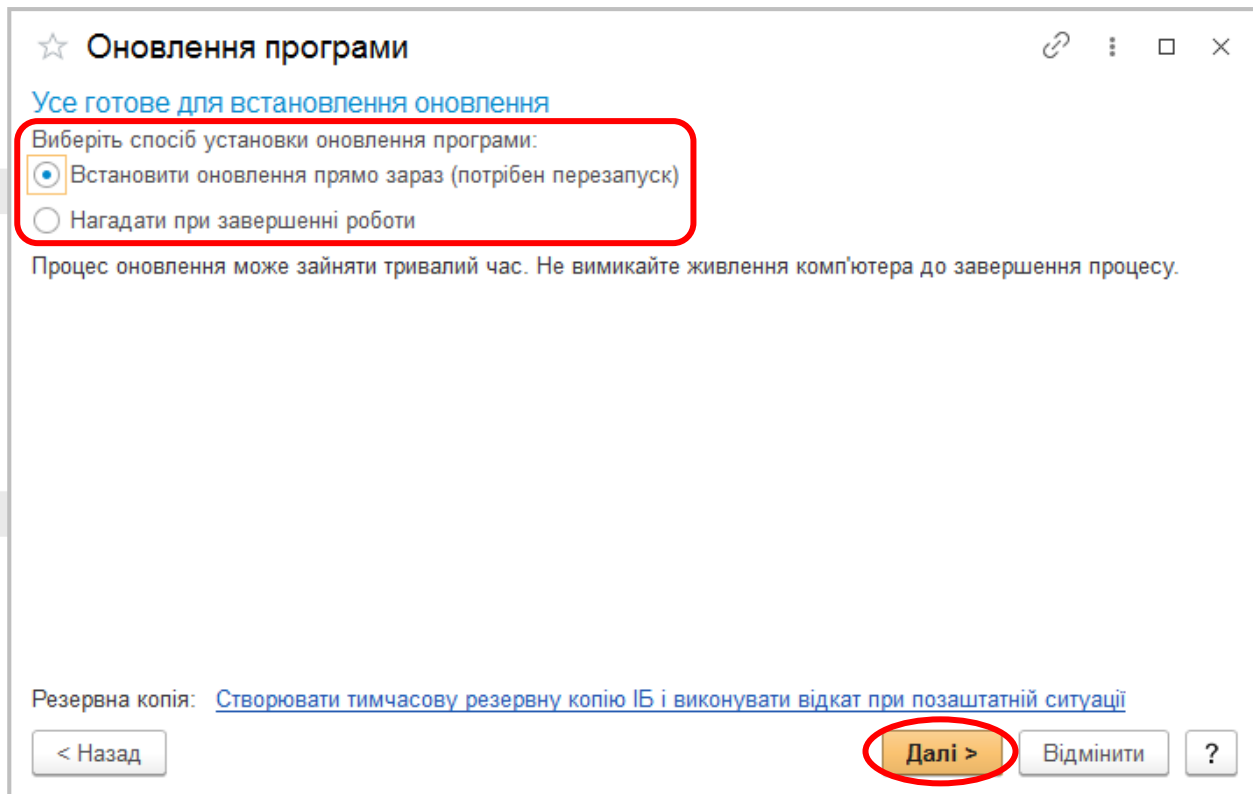 Оновлення програми
Усе готове для встановлення оновлення
Виберіть спосіб установки оновлення програми:
Встановити оновлення прямо зараз (потрібен перезапуск)
Нагадати при завершенні роботи
Процес оновлення може зайняти тривалий час. Не вимикайте живлення комп'ютера до завершення процесу.
Резервна копія: Створювати тимчасову резервну копію ІБ і виконувати відкат при позаштатній ситуації
< Назад Далі > Відмінити ?